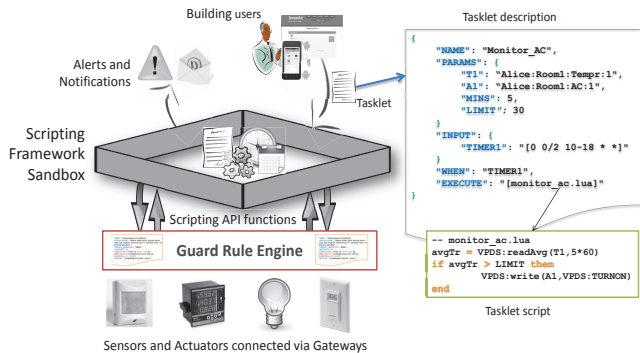 Building users
Alerts and
Notifications
Tasklet
Scripting
Framework
Sandbox
Scripting API functions
Guard Rule Engine
Sensors and Actuators connected via Gateways
Tasklet description
{
"NAME": "Monitor_AC",
"PARAMS": {
"T1": "Alice:Room1:Tempr:1",
"A1": "Alice:Room1:AC:1",
"MINS": 5,
"LIMIT": 30
}
"INPUT": {
"TIMER1": "[0 0/2 10-18 * *]"
}
"WHEN": "TIMER1",
"EXECUTE": "[monitor_ac.lua]"
}
-- monitor_ac.lua
avgTr = VPDS:readAvg(T1,5*60)
if avgTr > LIMIT them
VPDS:write(A1,VPDS:TURNON)
end
Tasklet script